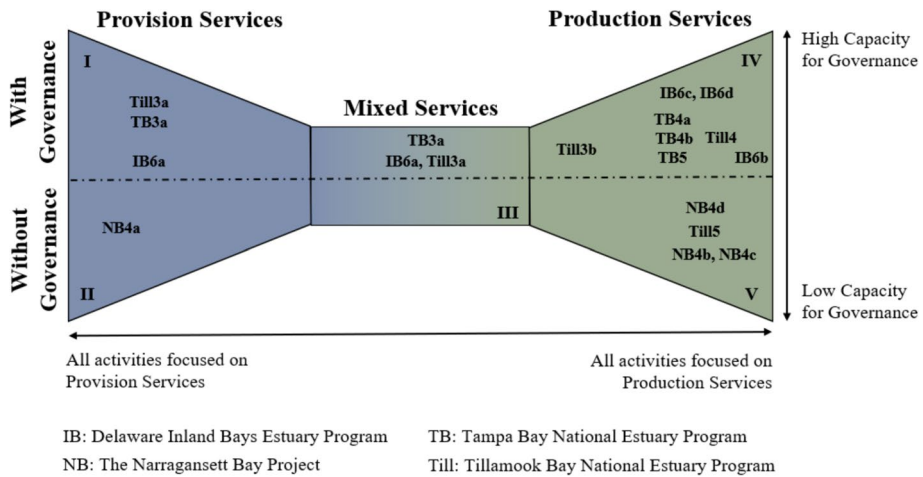 Provision Services
Production Services
Mixed Services
With
Governance
Without
Governance
I
Till3a
TB3a
IB6a
NB4a
II
TB3a
IB6a, Till3a
III
IV
IB6c, IB6d
TB4a
TB4b
Till4
TB5
IB6b
Till3b
NB4d
Till5
NB4b, NB4c
V
High Capacity
for Governance
Low Capacity
for Governance
All activities focused on
Provision Services
All activities focused on
Production Services
IB: Delaware Inland Bays Estuary Program
TB: Tampa Bay National Estuary Program
NB: The Narragansett Bay Project
Till: Tillamook Bay National Estuary Program